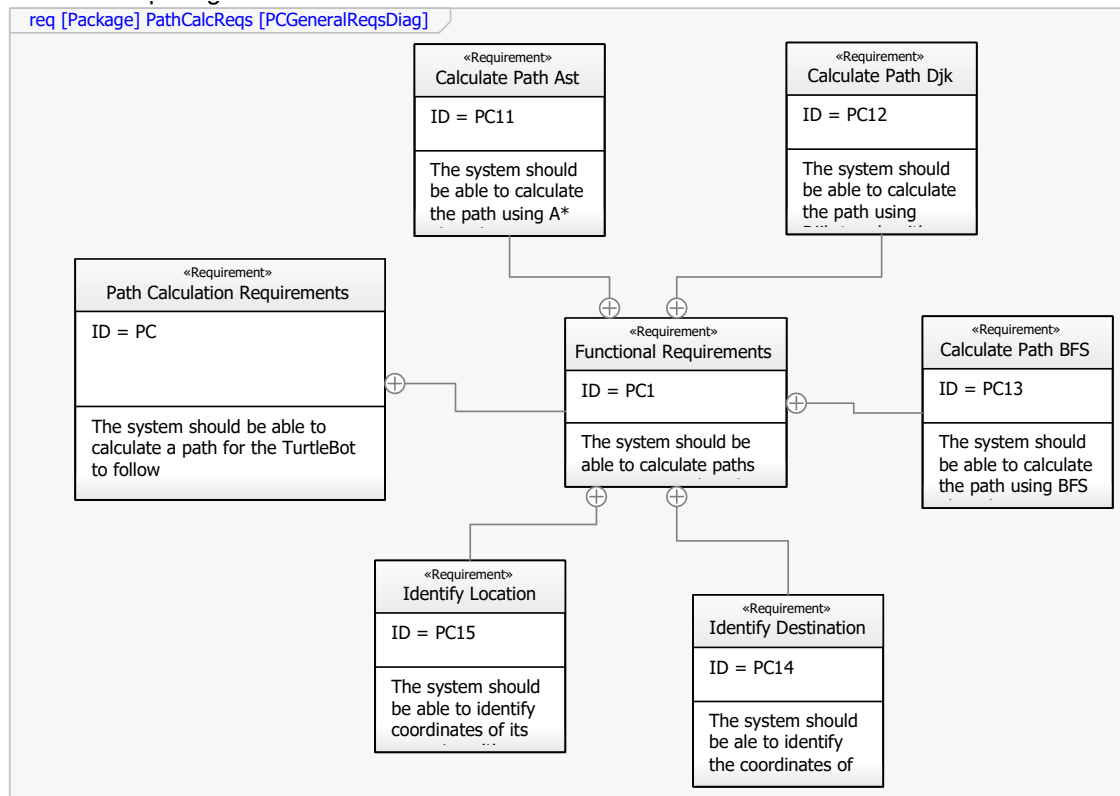 req [Package] PathCalcReqs [PCGeneralReqsDiag]
«Requirement»
Calculate Path Ast
ID = PC11
The system should
be able to calculate
the path using A*
«Requirement»
Calculate Path Djk
ID = PC12
The system should
be able to calculate
the path using
«Requirement»
Path Calculation Requirements
ID = PC
The system should be able to
calculate a path for the TurtleBot
to follow
«Requirement»
Functional Requirements
ID = PC1
The system should be
able to calculate paths
«Requirement»
Calculate Path BFS
ID = PC13
The system should
be able to calculate
the path using BFS
«Requirement»
Identify Location
ID = PC15
The system should
be able to identify
coordinates of its
«Requirement»
Identify Destination
ID = PC14
The system should
be ale to identify
the coordinates of